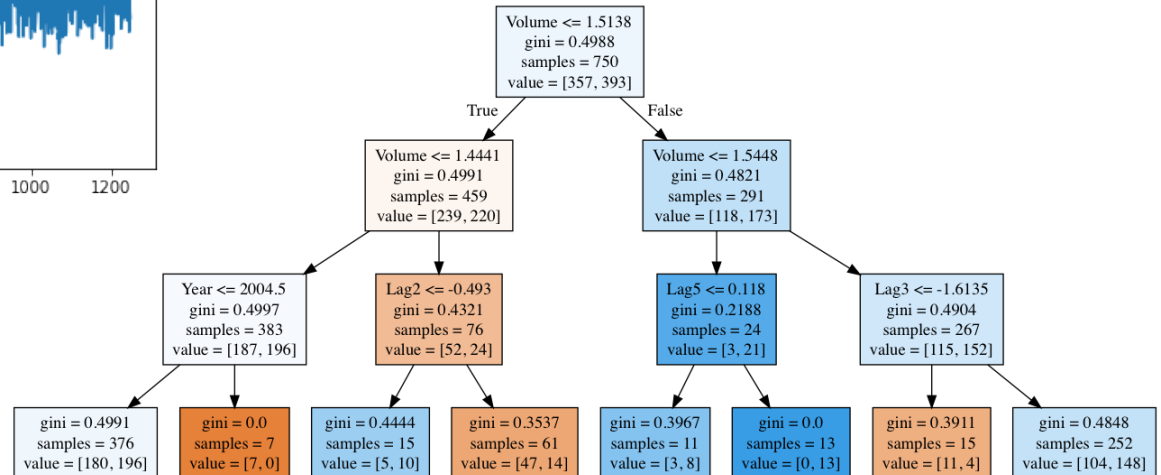 Volume <= 1.5138
gini = 0.4988
samples = 750
value = [357, 393]
True
False
Volume <= 1.4441
gini = 0.4991
samples = 459
value = [239, 220]
Volume <= 1.5448
gini = 0.4821
samples = 291
value = [118, 173]
1000
1200
Year <= 2004.5
gini = 0.4997
samples = 383
value = [187, 196]
Lag2 <= -0.493
gini = 0.4321
samples = 76
value = [52, 24]
Lag5 <= 0.118
gini = 0.2188
samples = 24
value = [3, 21]
Lag3 <= -1.6135
gini = 0.4904
samples = 267
value = [115, 152]
gini = 0.4991
samples = 376
value = [180, 196]
gini = 0.0
samples = 7
value = [7, 0]
gini = 0.4444
samples = 15
value = [5, 10]
gini = 0.3537
samples = 61
value = [47, 14]
gini = 0.3967
samples = 11
value = [3, 8]
gini = 0.0
samples = 13
value = [0, 13]
gini = 0.3911
samples = 15
value = [11, 4]
gini = 0.4848
samples = 252
value = [104, 148]